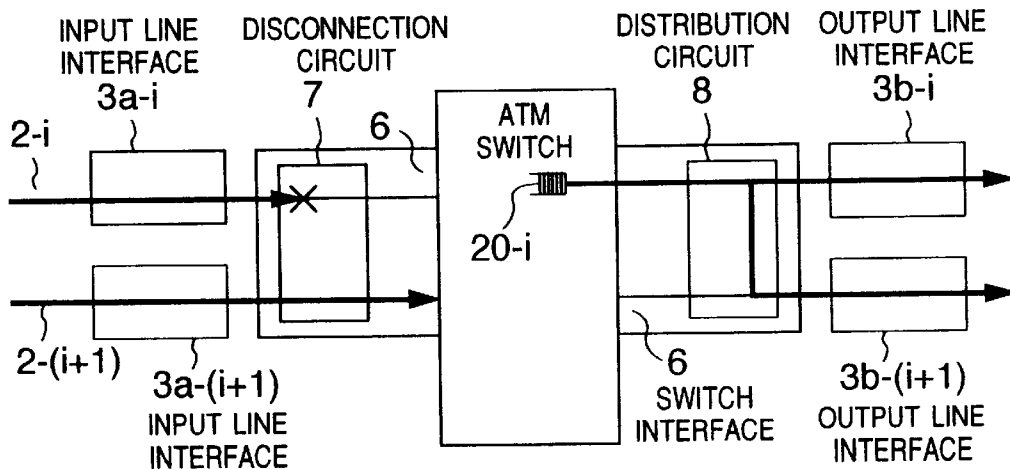 INPUT LINE
INTERFACE
3a-i
DISCONNECTION
CIRCUIT
7
DISTRIBUTION
CIRCUIT
8
OUTPUT LINE
INTERFACE
3b-i
2-i
6
ATM
SWITCH
20-i
2-(i+1)
3a-(i+1)
INPUT LINE
INTERFACE
6
SWITCH
INTERFACE
3b-(i+1)
OUTPUT LINE
INTERFACE